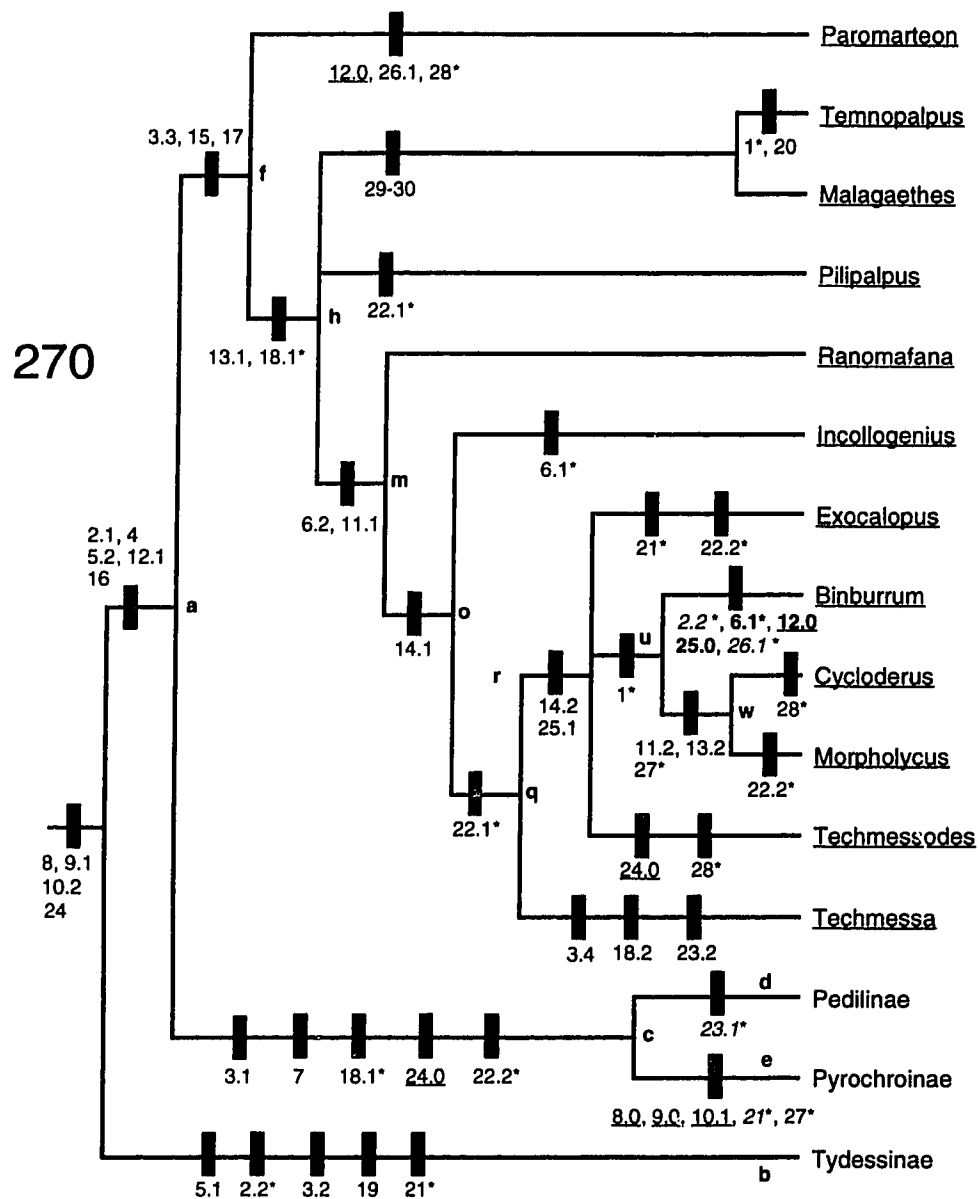 Paromarteon
12.0, 26.1, 28*
Temnopalpus
1*, 20
3.3, 15, 17
f
29-30
Malagaethes
Pilipalpus
22.1*
h
13.1, 18.1*
270
Ranomafana
Incollogenius
6.1*
m
6.2, 11.1
Exocalopus
21*
22.2*
2.1, 4
5.2, 12.1
16
a
Binburrum
2.2*, 6.1*, 12.0
25.0, 26.1*
o
14.1
u
1*
r
14.2
25.1
Cycloderus
28*
w
11.2, 13.2
27*
Morpholycus
22.2*
q
22.1*
8, 9.1
10.2
24
Techmessodes
24.0
28*
Techmessa
3.4
18.2
23.2
d
Pedilinae
23.1*
c
3.1
7
18.1*
24.0
22.2*
e
Pyrochroinae
8.0, 9.0, 10.1, 21*, 27*
Tydessinae
b
5.1
2.2*
3.2
19
21*